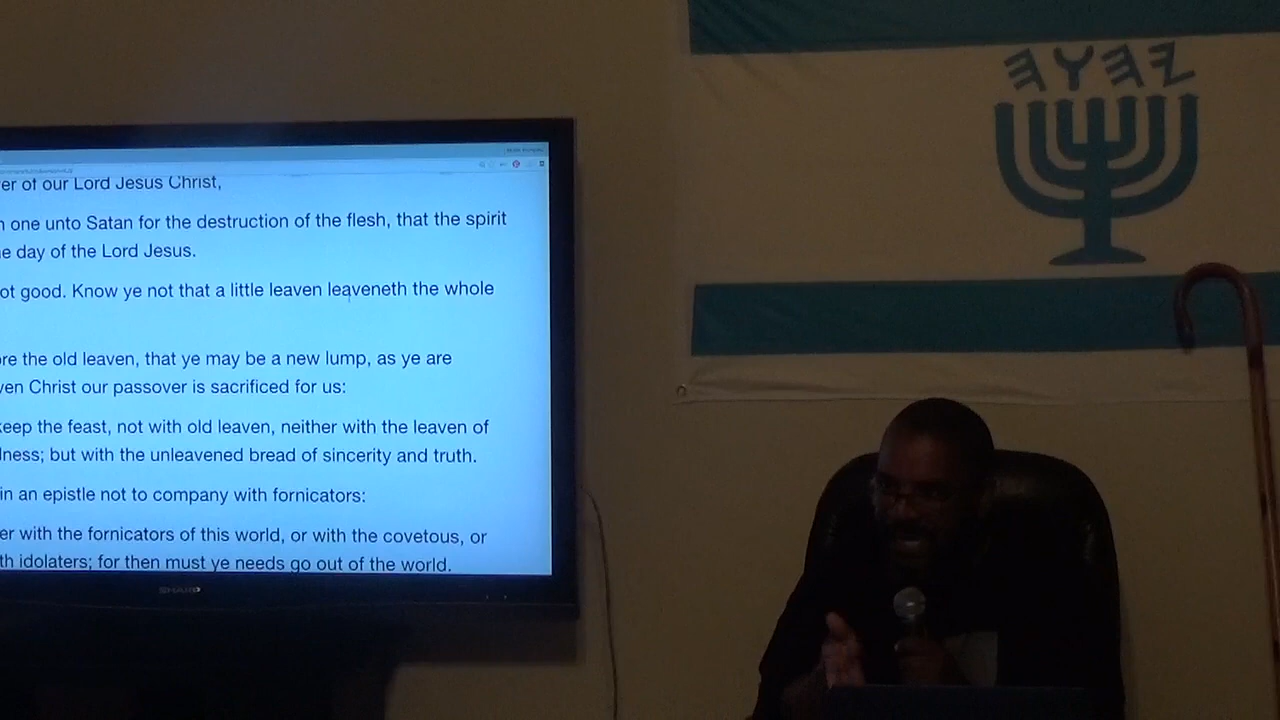 er of our Lord Jesus Christ,
n one unto Satan for the destruction of the flesh, that the spirit
e day of the Lord Jesus.
ot good. Know ye not that a little leaven leaveneth the whole
re the old leaven, that ye may be a new lump, as ye are
ven Christ our passover is sacrificed for us:
keep the feast, not with old leaven, neither with the leaven of
dness; but with the unleavened bread of sincerity and truth.
in an epistle not to company with fornicators:
er with the fornicators of this world, or with the covetous, or
th idolaters; for then must ye needs go out of the world.
SHARP
𐤉𐤄𐤅𐤄